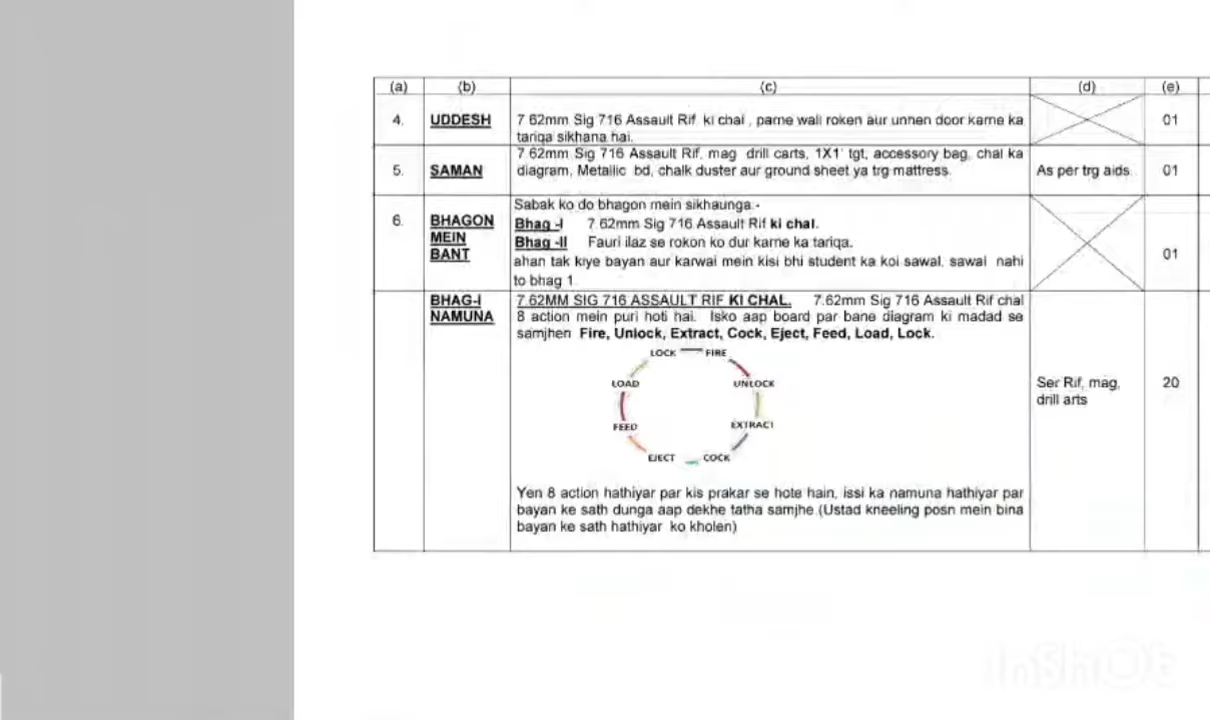 (a) (b) (c) (d) (e)
4. UDDESH 7 62mm Sig 716 Assault Rif ki chal , parne wali roken aur unhen door karne ka 01
tariqa sikhana hai.
7 62mm Sig 716 Assault Rif, mag drill carts, 1X1' tgt, accessory bag, chal ka
5. SAMAN diagram, Metallic bd, chalk duster aur ground sheet ya trg mattress. As per trg aids 01
Sabak ko do bhagon mein sikhaunga:-
6. BHAGON Bhag -I 7.62mm Sig 716 Assault Rif ki chal.
MEIN Bhag -II Fauri ilaz se rokon ko dur karne ka tariqa.
BANT ahan tak kiye bayan aur karwai mein kisi bhi student ka koi sawal, sawal nahi 01
to bhag 1
BHAG-I 7.62MM SIG 716 ASSAULT RIF KI CHAL. 7.62mm Sig 716 Assault Rif chal
NAMUNA 8 action mein puri hoti hai. Isko aap board par bane diagram ki madad se
samjhen Fire, Unlock, Extract, Cock, Eject, Feed, Load, Lock.
LOCK FIRE
LOAD UNLOCK
Ser Rif, mag, 20
drill arts
FEED EXTRACT
EJECT COCK
Yeh 8 action hathiyar par kis prakar se hote hain, issi ka namuna hathiyar par
bayan ke sath dunga aap dekhe tatha samjhe.(Ustad kneeling posn mein bina
bayan ke sath hathiyar ko kholen)
InShOt